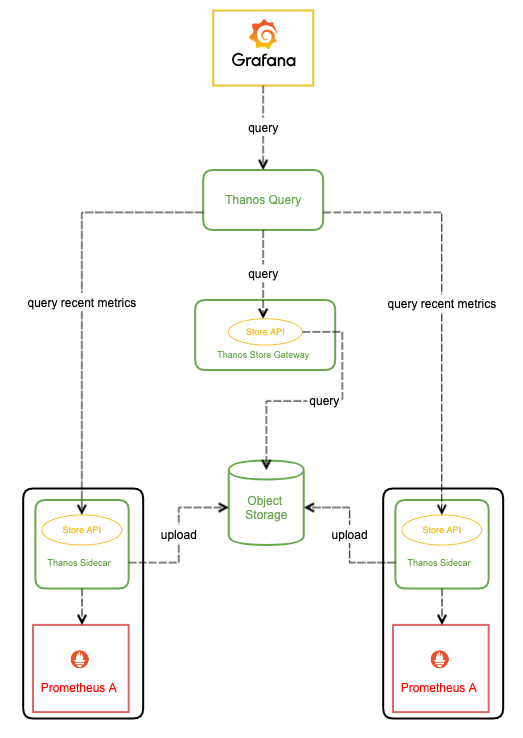 Grafana
query
Thanos Query
query
query recent metrics
query recent metrics
Store API
Thanos Store Gateway
query
Object
Storage
Store API
Store API
upload
upload
Thanos Sidecar
Thanos Sidecar
Prometheus A
Prometheus A